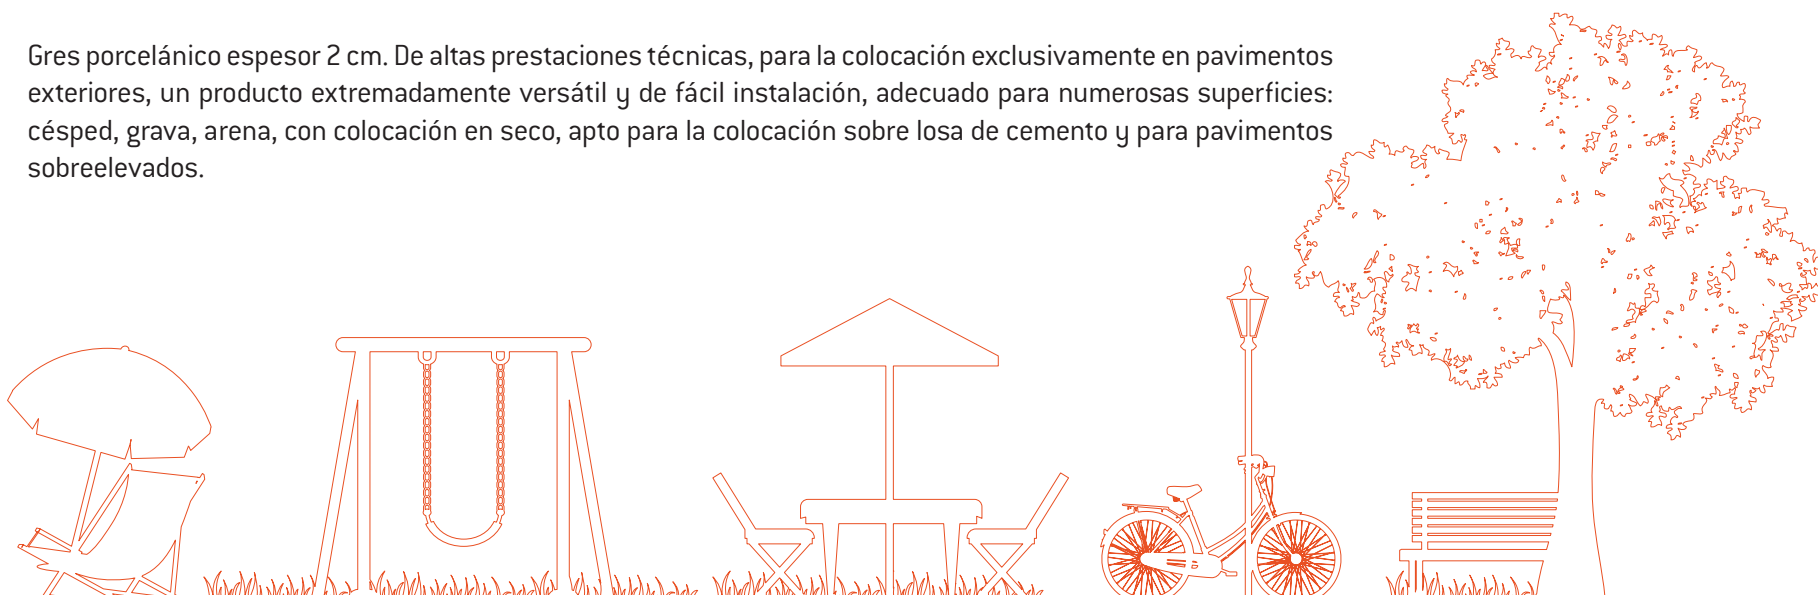 Gres porcelánico espesor 2 cm. De altas prestaciones técnicas, para la colocación exclusivamente en pavimentos
exteriores, un producto extremadamente versátil y de fácil instalación, adecuado para numerosas superficies:
césped, grava, arena, con colocación en seco, apto para la colocación sobre losa de cemento y para pavimentos
sobreelevados.